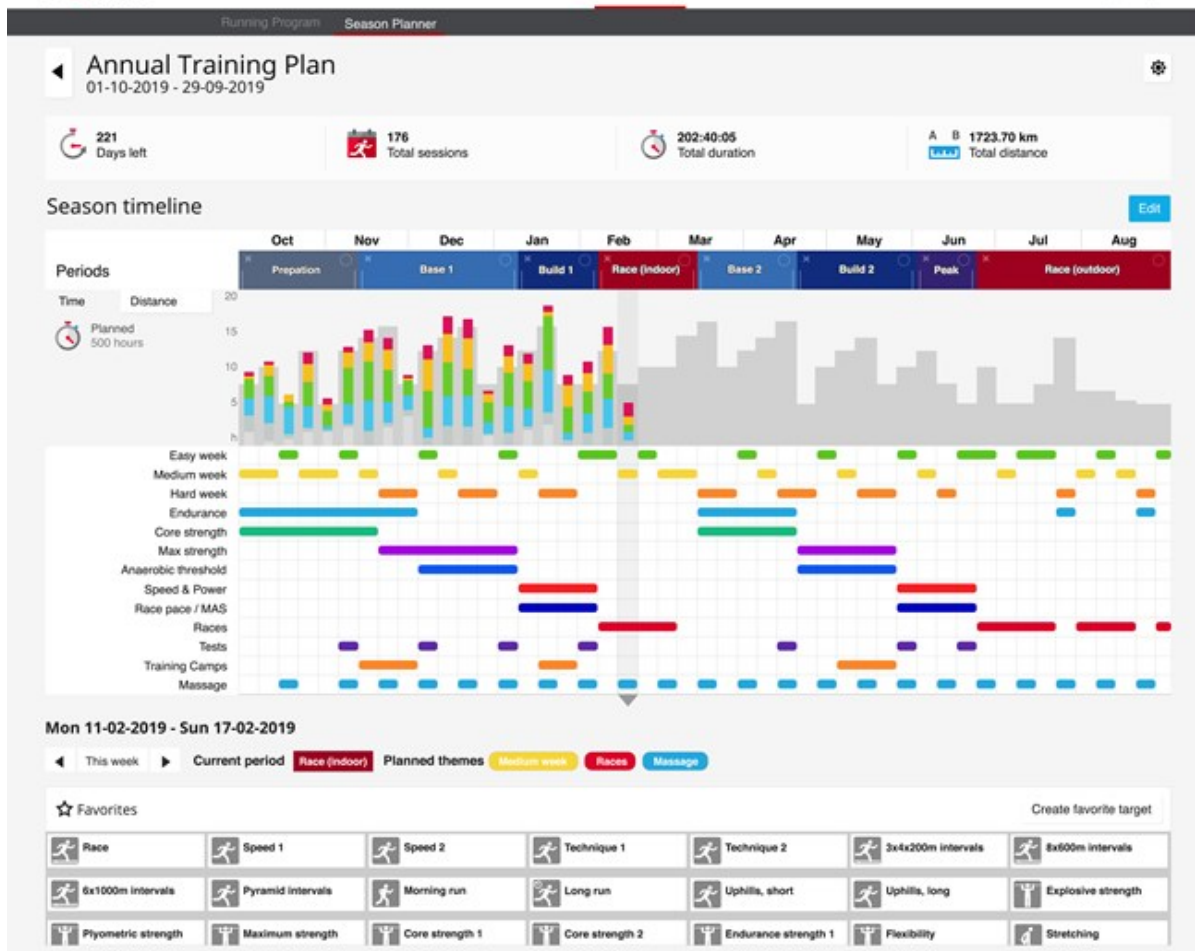 Running Program Season Planner
Annual Training Plan
01-10-2019 - 29-09-2019
221
Days left
176
Total sessions
202:40:05
Total duration
A B
1723.70 km
Total distance
Season timeline
Edit
Oct Nov Dec Jan Feb Mar Apr May Jun Jul Aug
Periods
Prepation Base 1 Build 1 Race (indoor) Base 2 Build 2 Peak Race (outdoor)
Time Distance
Planned
500 hours
20
15
10
5
h
Easy week
Medium week
Hard week
Endurance
Core strength
Max strength
Anaerobic threshold
Speed & Power
Race pace / MAS
Races
Tests
Training Camps
Massage
Mon 11-02-2019 - Sun 17-02-2019
This week Current period Race (indoor) Planned themes Medium week Races Massage
Favorites Create favorite target
Race Speed 1 Speed 2 Technique 1 Technique 2 3x4x200m intervals 8x600m intervals
6x1000m intervals Pyramid intervals Morning run Long run Uphills, short Uphills, long Explosive strength
Plyometric strength Maximum strength Core strength 1 Core strength 2 Endurance strength 1 Flexibility Stretching